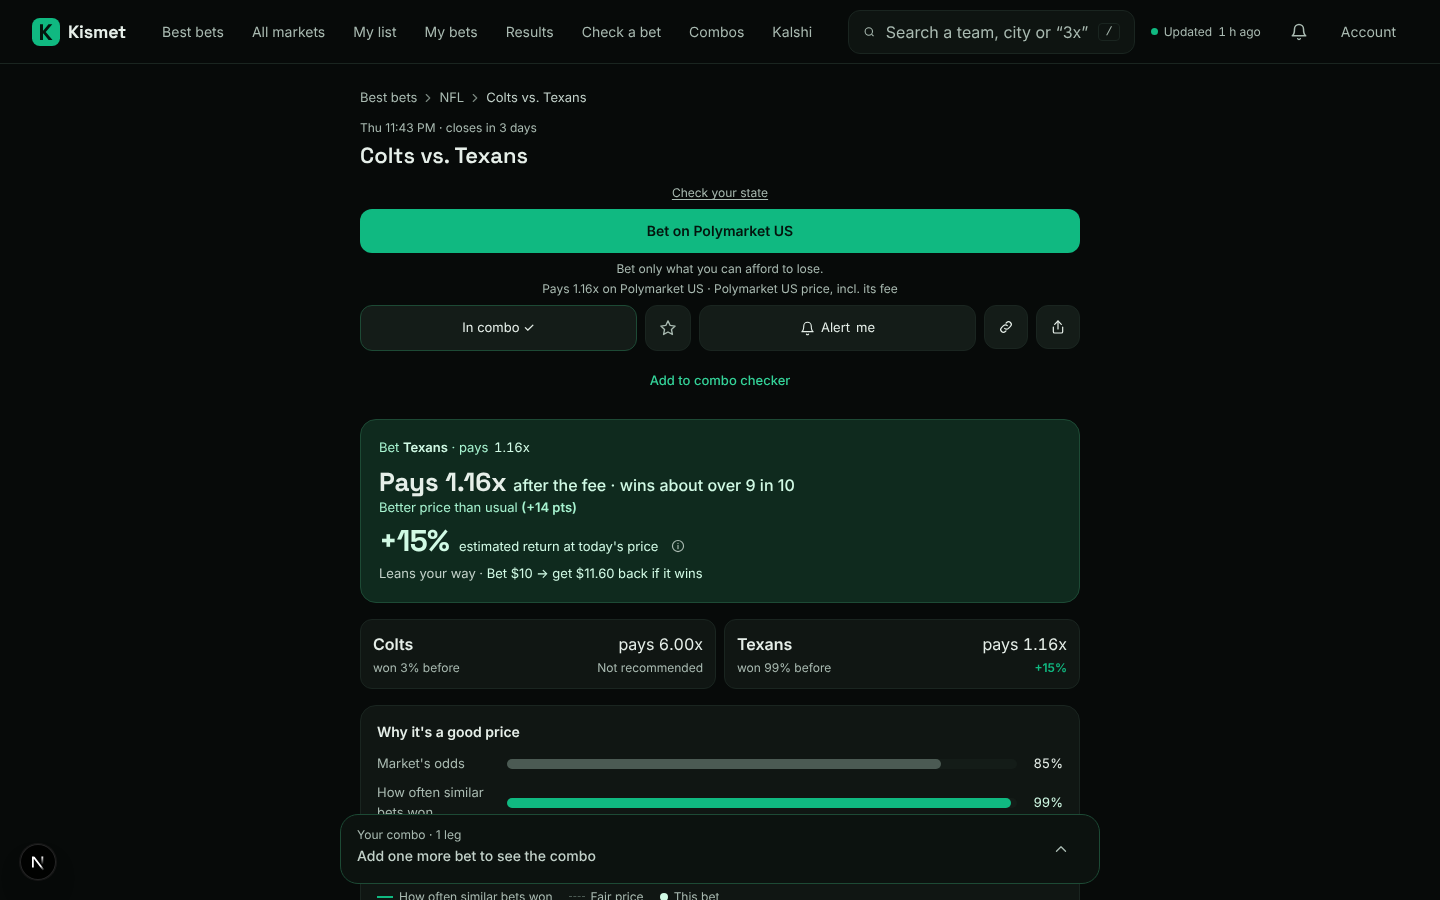 K Kismet Best bets All markets My list My bets Results Check a bet Combos Kalshi Search a team, city or “3x” / Updated 1 h ago Account
Best bets > NFL > Colts vs. Texans
Thu 11:43 PM · closes in 3 days
Colts vs. Texans
Check your state
Bet on Polymarket US
Bet only what you can afford to lose.
Pays 1.16x on Polymarket US · Polymarket US price, incl. its fee
In combo ✓ Alert me
Add to combo checker
Bet Texans · pays 1.16x
Pays 1.16x after the fee · wins about over 9 in 10
Better price than usual (+14 pts)
+15% estimated return at today's price
Leans your way · Bet $10 → get $11.60 back if it wins
Colts pays 6.00x
won 3% before Not recommended
Texans pays 1.16x
won 99% before +15%
Why it's a good price
Market's odds 85%
How often similar
bets won 99%
Your combo · 1 leg
Add one more bet to see the combo
N
How often similar bets won Fair price This bet